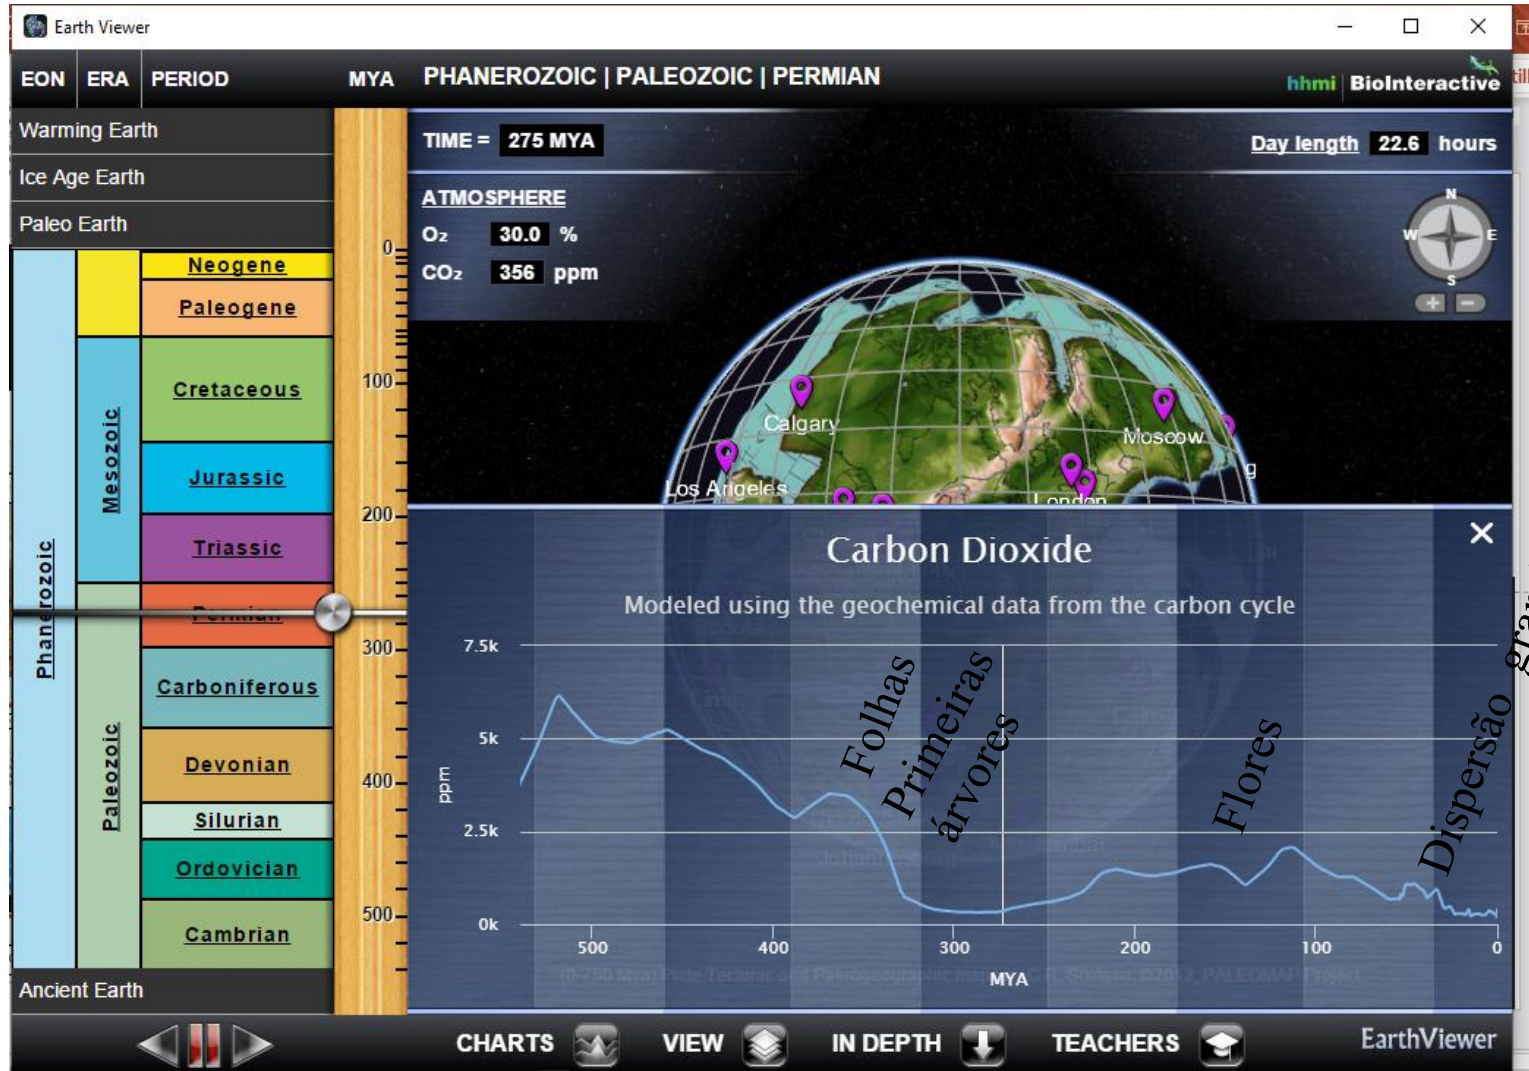 Earth Viewer
EON ERA PERIOD MYA
PHANEROZOIC | PALEOZOIC | PERMIAN
hhmi BioInteractive
Warming Earth
Ice Age Earth
Paleo Earth
Phanerozoic
Mesozoic
Paleozoic
Neogene
Paleogene
Cretaceous
Jurassic
Triassic
Permian
Carboniferous
Devonian
Silurian
Ordovician
Cambrian
Ancient Earth
0
100
200
300
400
500
TIME = 275 MYA
Day length 22.6 hours
ATMOSPHERE
O₂ 30.0 %
CO₂ 356 ppm
N
W E
S
Calgary
Moscow
Los Angeles
London
Carbon Dioxide
Modeled using the geochemical data from the carbon cycle
7.5k
5k
2.5k
0k
ppm
Folhas
Primeiras
árvores
Flores
Dispersão
500 400 300 200 100 0
MYA
CHARTS VIEW IN DEPTH TEACHERS EarthViewer